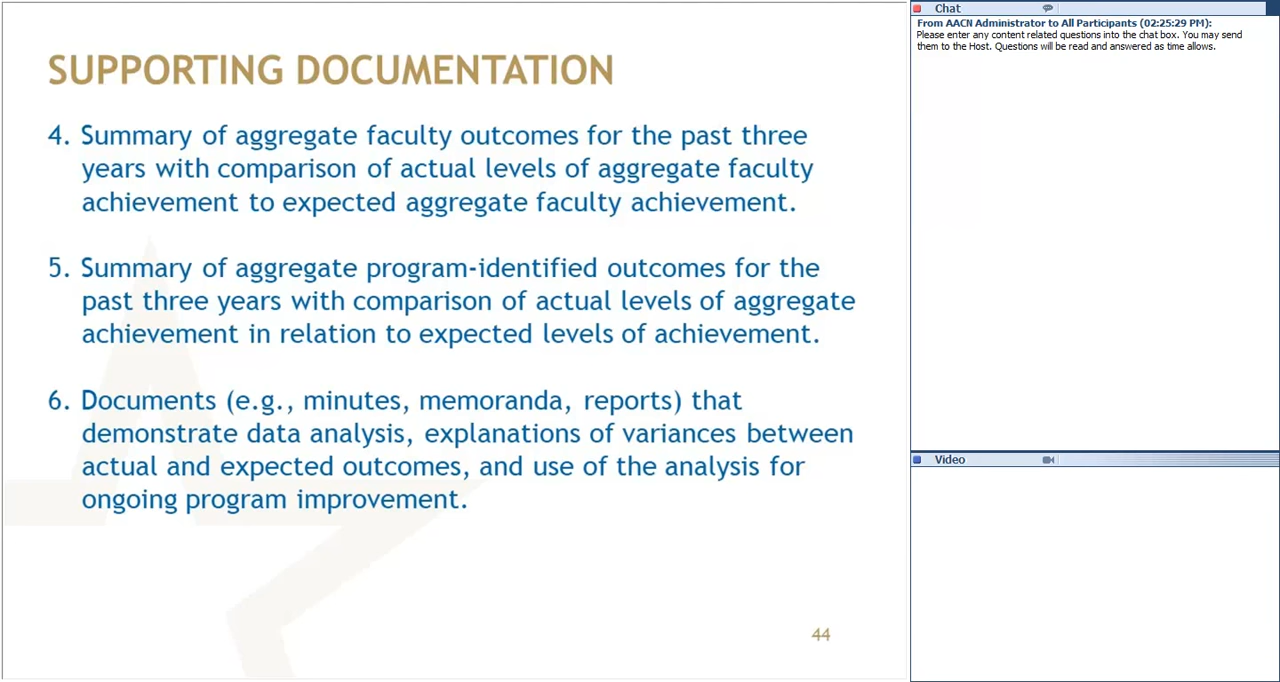 SUPPORTING DOCUMENTATION
4. Summary of aggregate faculty outcomes for the past three
years with comparison of actual levels of aggregate faculty
achievement to expected aggregate faculty achievement.
5. Summary of aggregate program-identified outcomes for the
past three years with comparison of actual levels of aggregate
achievement in relation to expected levels of achievement.
6. Documents (e.g., minutes, memoranda, reports) that
demonstrate data analysis, explanations of variances between
actual and expected outcomes, and use of the analysis for
ongoing program improvement.
44
Chat
From AACN Administrator to All Participants (02:25:29 PM):
Please enter any content related questions into the chat box. You may send
them to the Host. Questions will be read and answered as time allows.
Video